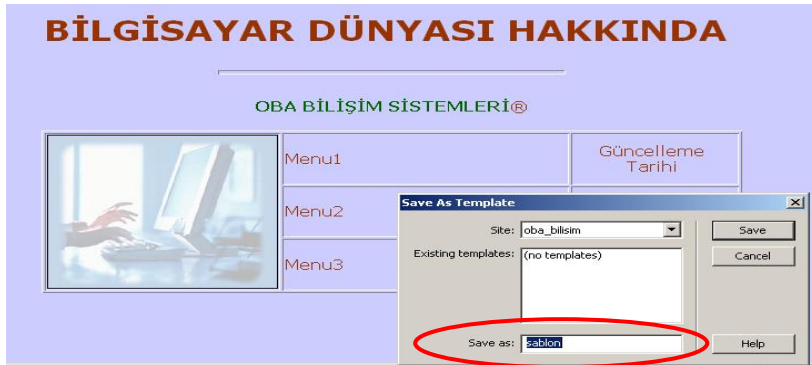 BİLGİSAYAR DÜNYASI HAKKINDA
OBA BİLİŞİM SİSTEMLERİ®
Menu1
Güncelleme
Tarihi
Menu2
Menu3
Save As Template
Site: oba_bilisim
Save
Existing templates: (no templates)
Cancel
Save as: sablon
Help